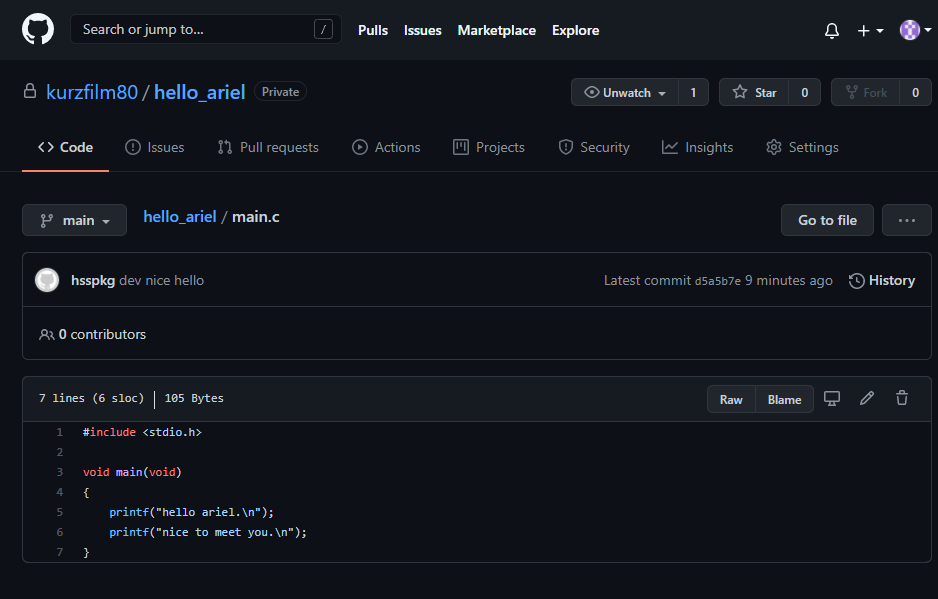 Search or jump to... / Pulls Issues Marketplace Explore
kurzfilm80 / hello_ariel Private Unwatch 1 Star 0 Fork 0
Code Issues Pull requests Actions Projects Security Insights Settings
main hello_ariel / main.c Go to file ...
hsspkg dev nice hello Latest commit d5a5b7e 9 minutes ago History
0 contributors
7 lines (6 sloc) 105 Bytes Raw Blame
1 #include <stdio.h>
2
3 void main(void)
4 {
5     printf("hello ariel.\n");
6     printf("nice to meet you.\n");
7 }